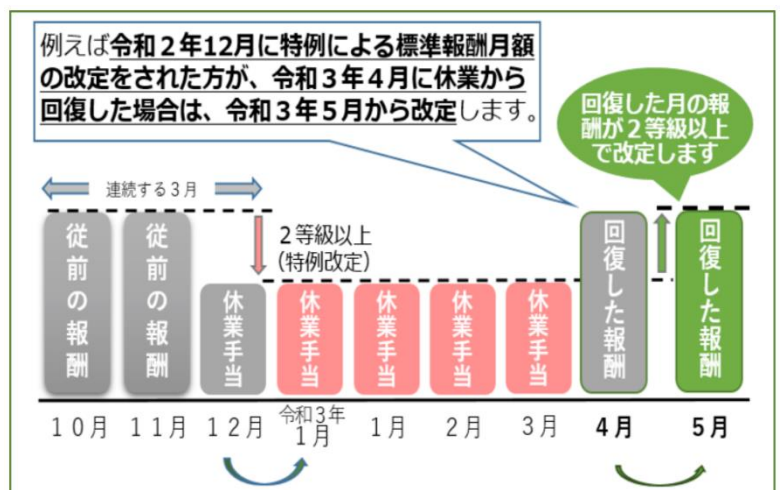 例えば令和２年12月に特例による標準報酬月額
の改定をされた方が、令和３年４月に休業から
回復した場合は、令和３年５月から改定します。
回復した月の報
酬が２等級以上
で改定します
連続する３月
２等級以上
（特例改定）
従前の報酬
従前の報酬
休業手当
休業手当
休業手当
休業手当
休業手当
回復した報酬
回復した報酬
１０月
１１月
１２月
令和３年
１月
１月
２月
３月
４月
５月